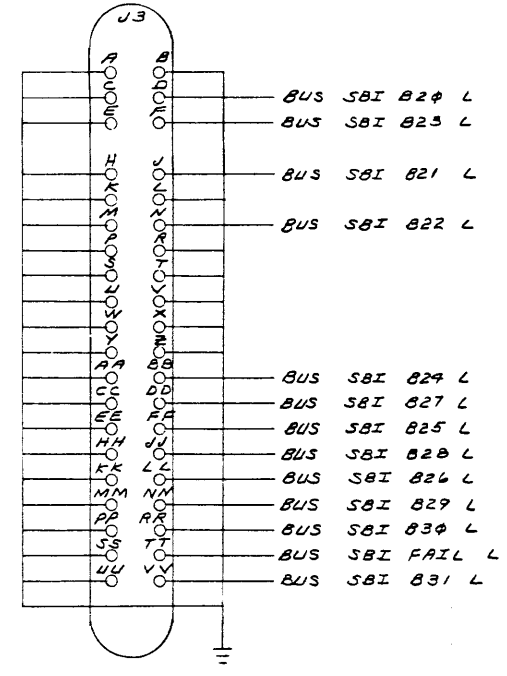 J3
A B
C D BUS SBI B20 L
E F BUS SBI B23 L
H J BUS SBI B21 L
K L
M N BUS SBI B22 L
P R
S T
U V
W X
Y Z
AA BB BUS SBI B24 L
CC DD BUS SBI B27 L
EE FF BUS SBI B25 L
HH JJ BUS SBI B28 L
KK LL BUS SBI B26 L
MM NN BUS SBI B29 L
PP RR BUS SBI B30 L
SS TT BUS SBI FAIL L
UU VV BUS SBI B31 L